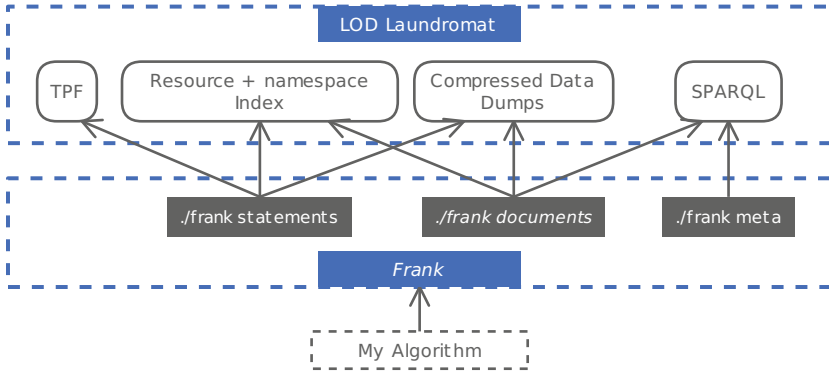 LOD Laundromat
TPF
Resource + namespace
Index
Compressed Data
Dumps
SPARQL
./frank statements
./frank documents
./frank meta
Frank
My Algorithm